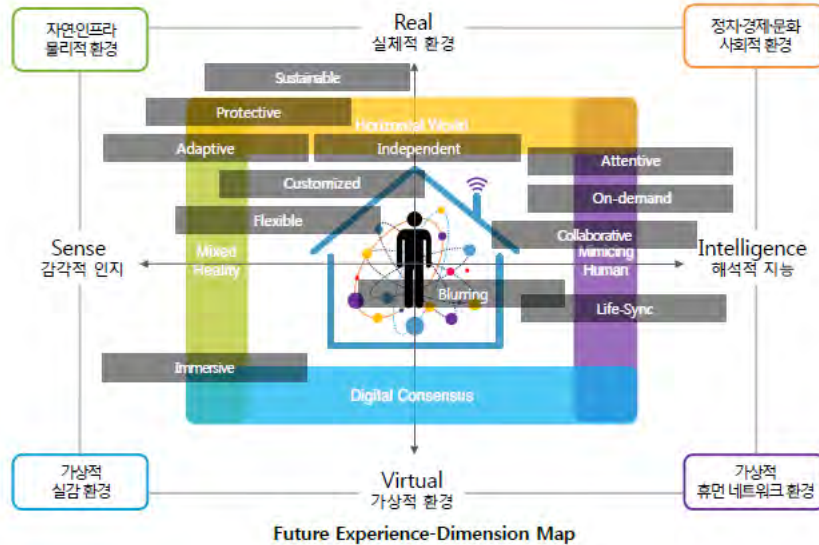 자연·인프라
물리적 환경
Real
실체적 환경
정치·경제·문화
사회적 환경
Sustainable
Protective
Horizontal World
Adaptive
Independent
Attentive
Customized
On-demand
Flexible
Collaborative
Sense
감각적 인지
Mixed
Reality
Mimicing
Human
Intelligence
해석적 지능
Blurring
Life-Sync
Immersive
Digital Consensus
가상적
실감 환경
Virtual
가상적 환경
가상적
휴먼 네트워크 환경
Future Experience-Dimension Map